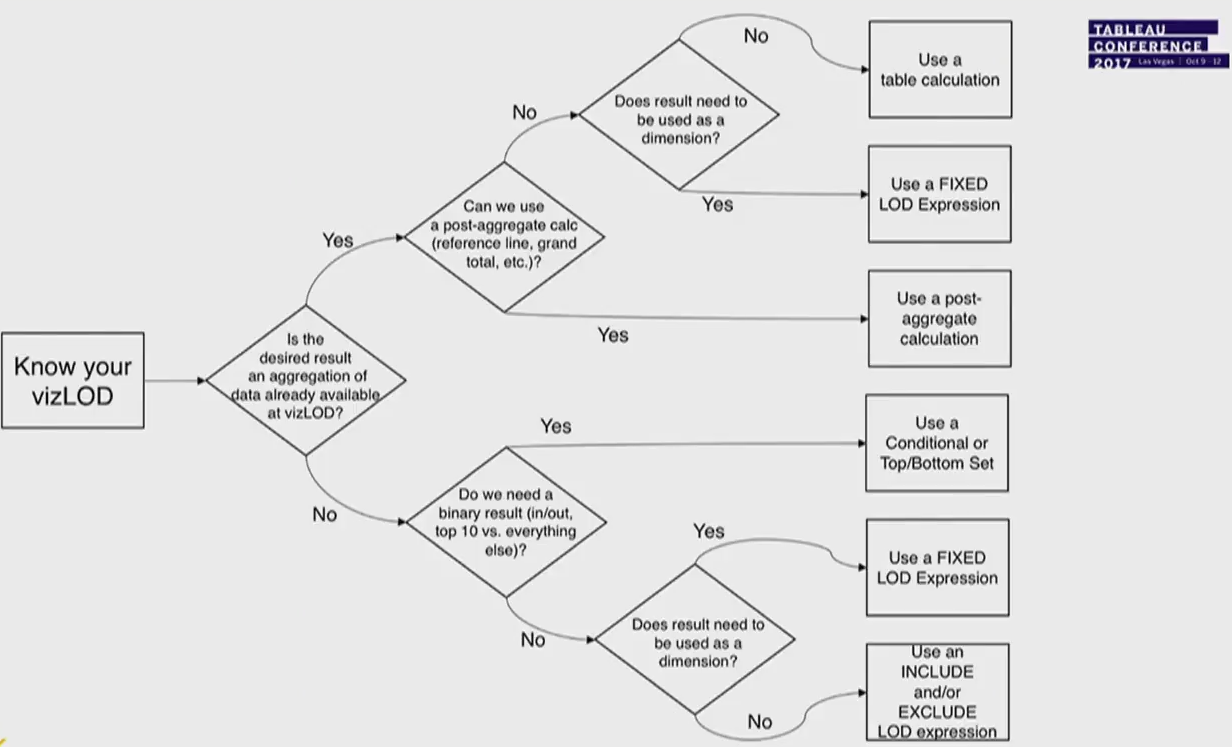 TABLEAU
CONFERENCE
2017 Las Vegas | Oct 9 - 12
No
Does result need to
be used as a
dimension?
Use a
table calculation
No
Yes
Use a FIXED
LOD Expression
Can we use
a post-aggregate calc
(reference line, grand
total, etc.)?
Yes
Yes
Use a post-
aggregate
calculation
Know your
vizLOD
Is the
desired result
an aggregation of
data already available
at vizLOD?
Yes
Use a
Conditional or
Top/Bottom Set
No
Do we need a
binary result (in/out,
top 10 vs. everything
else)?
Yes
Use a FIXED
LOD Expression
No
Does result need to
be used as a
dimension?
No
Use an
INCLUDE
and/or
EXCLUDE
LOD expression